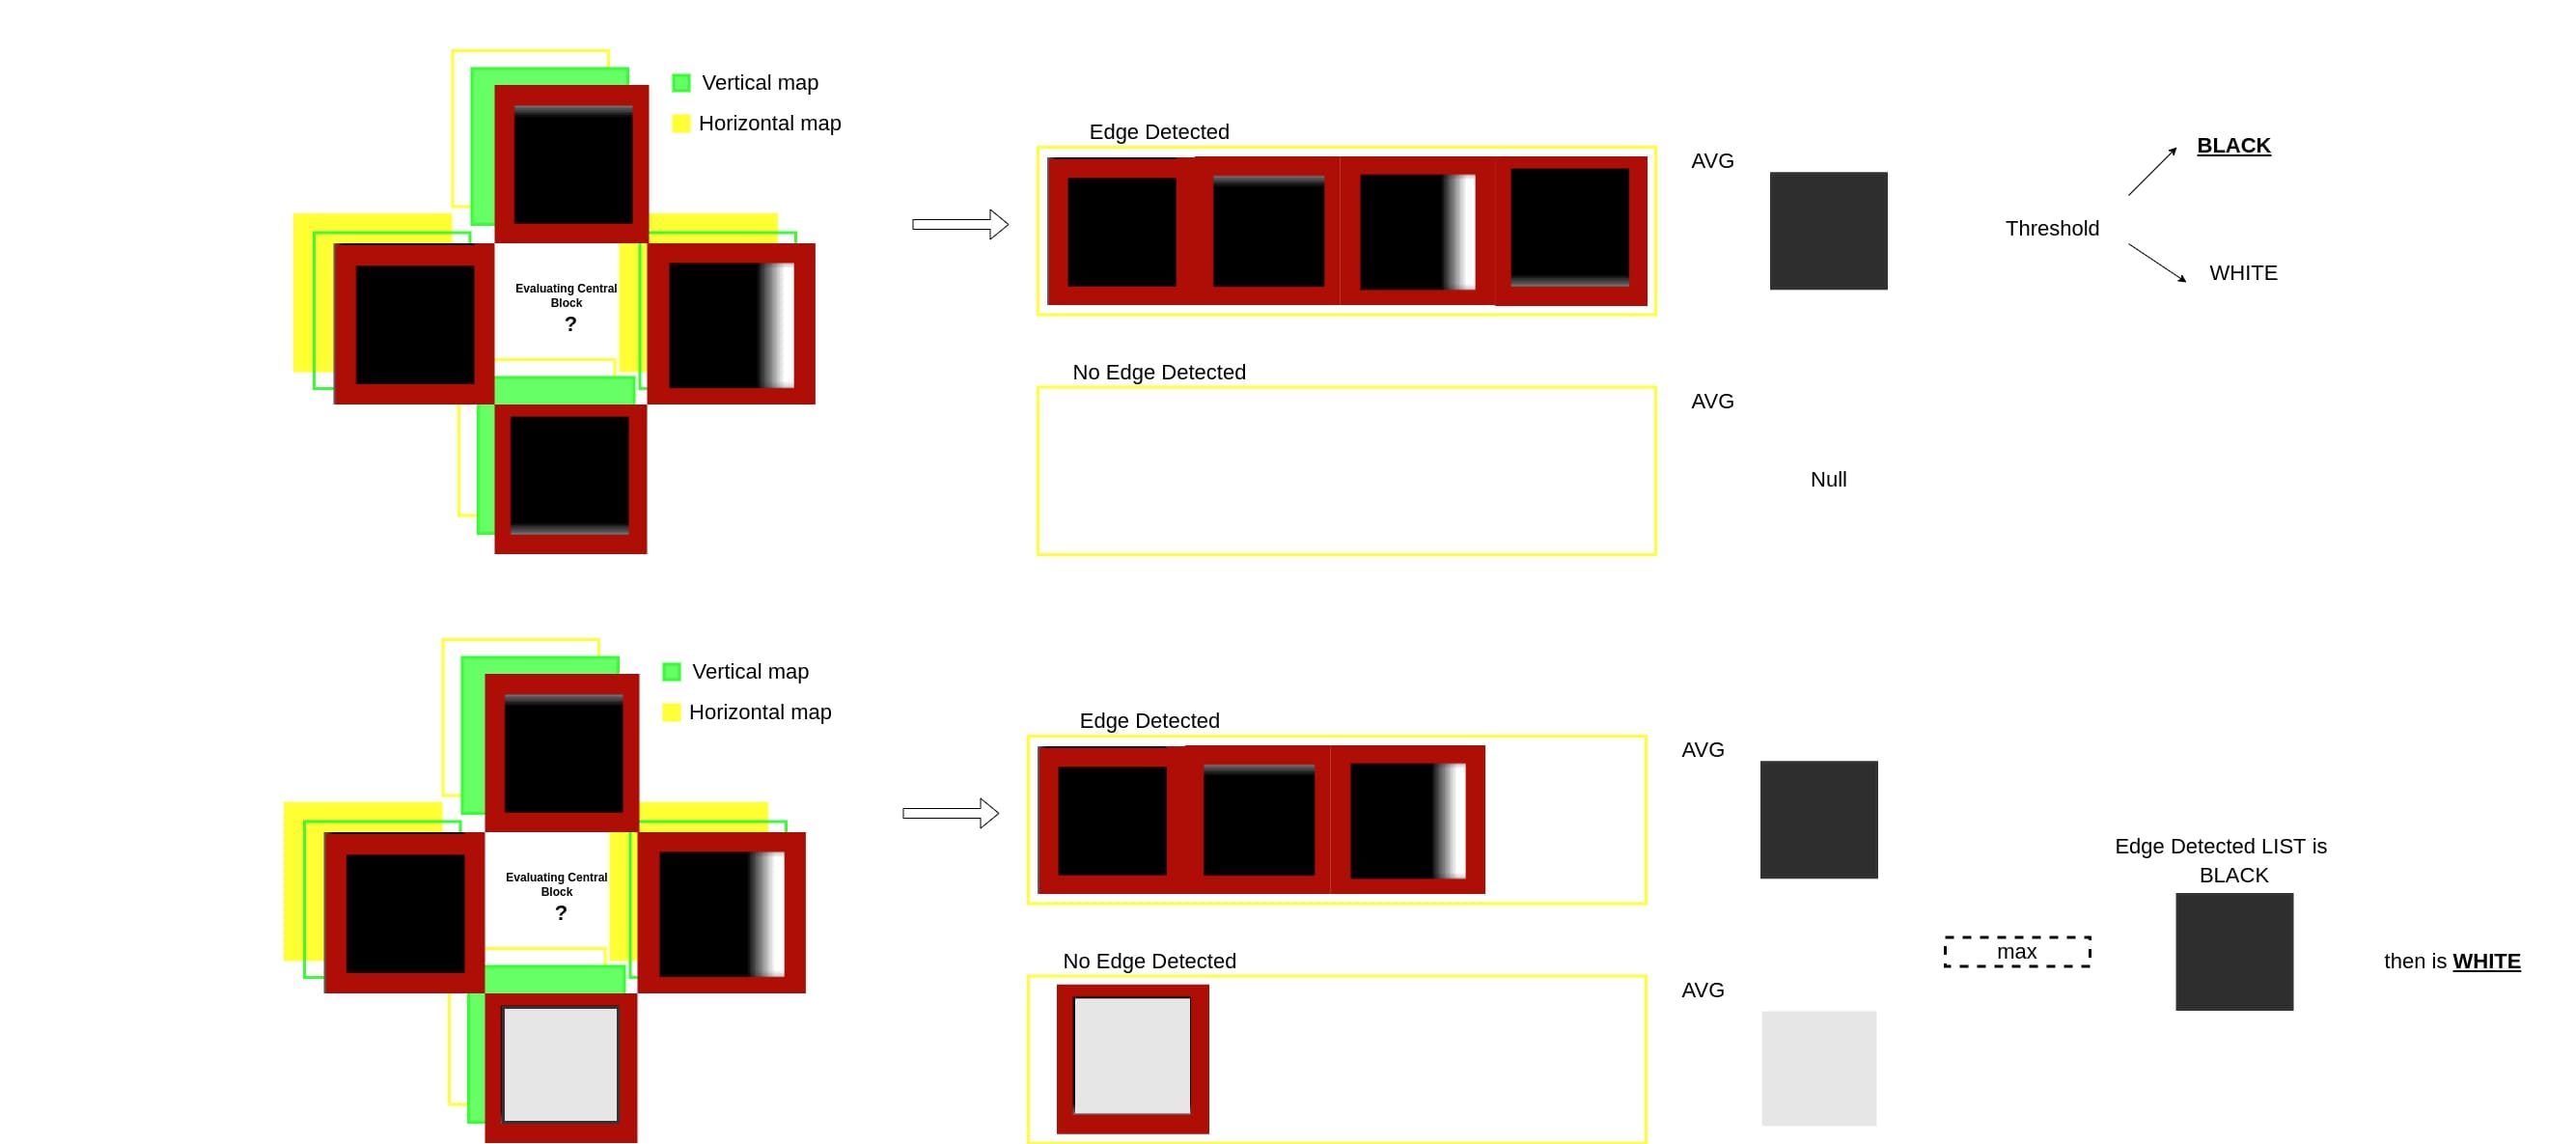 Vertical map
Horizontal map
Edge Detected
AVG
BLACK
Evaluating Central
Block
?
Threshold
WHITE
No Edge Detected
AVG
Null
Vertical map
Horizontal map
Edge Detected
AVG
Evaluating Central
Block
?
Edge Detected LIST is
BLACK
max
then is WHITE
No Edge Detected
AVG